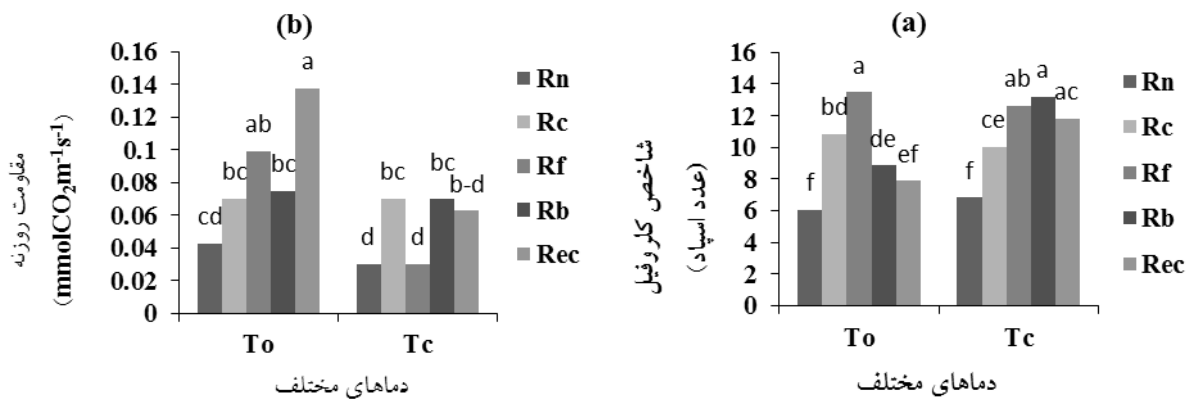 (b)
مقاومت روزنه
(mmolCO₂m⁻¹s⁻¹)
0.16
0.14
0.12
0.1
0.08
0.06
0.04
0.02
0
cd
bc
ab
bc
a
d
bc
d
bc
b-d
To
Tc
دماهای مختلف
Rn
Rc
Rf
Rb
Rec
(a)
شاخص کلروفیل
(عدد اسپاد)
16
14
12
10
8
6
4
2
0
f
bd
a
de
ef
f
ce
ab
a
ac
To
Tc
دماهای مختلف
Rn
Rc
Rf
Rb
Rec